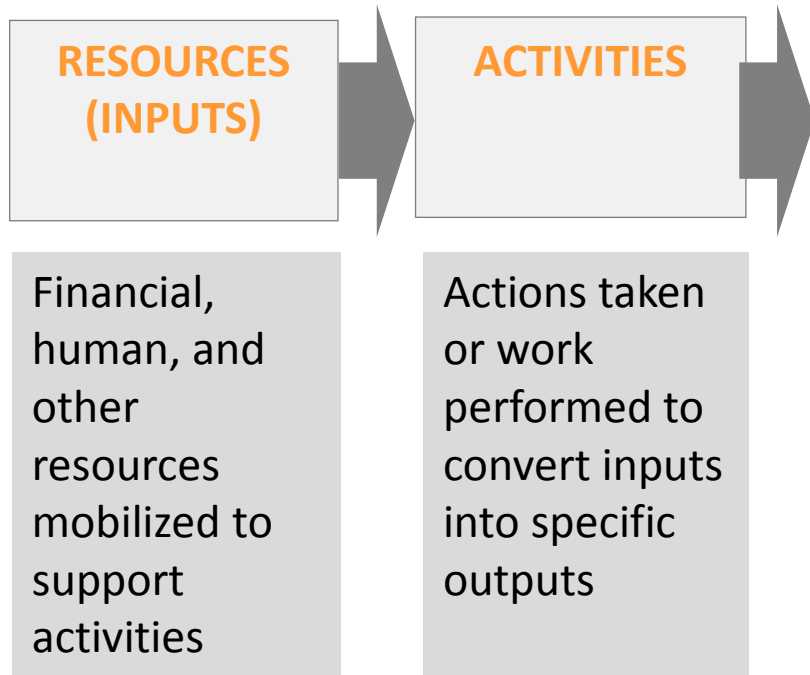 RESOURCES
(INPUTS)
ACTIVITIES
Financial,
human, and
other
resources
mobilized to
support
activities
Actions taken
or work
performed to
convert inputs
into specific
outputs